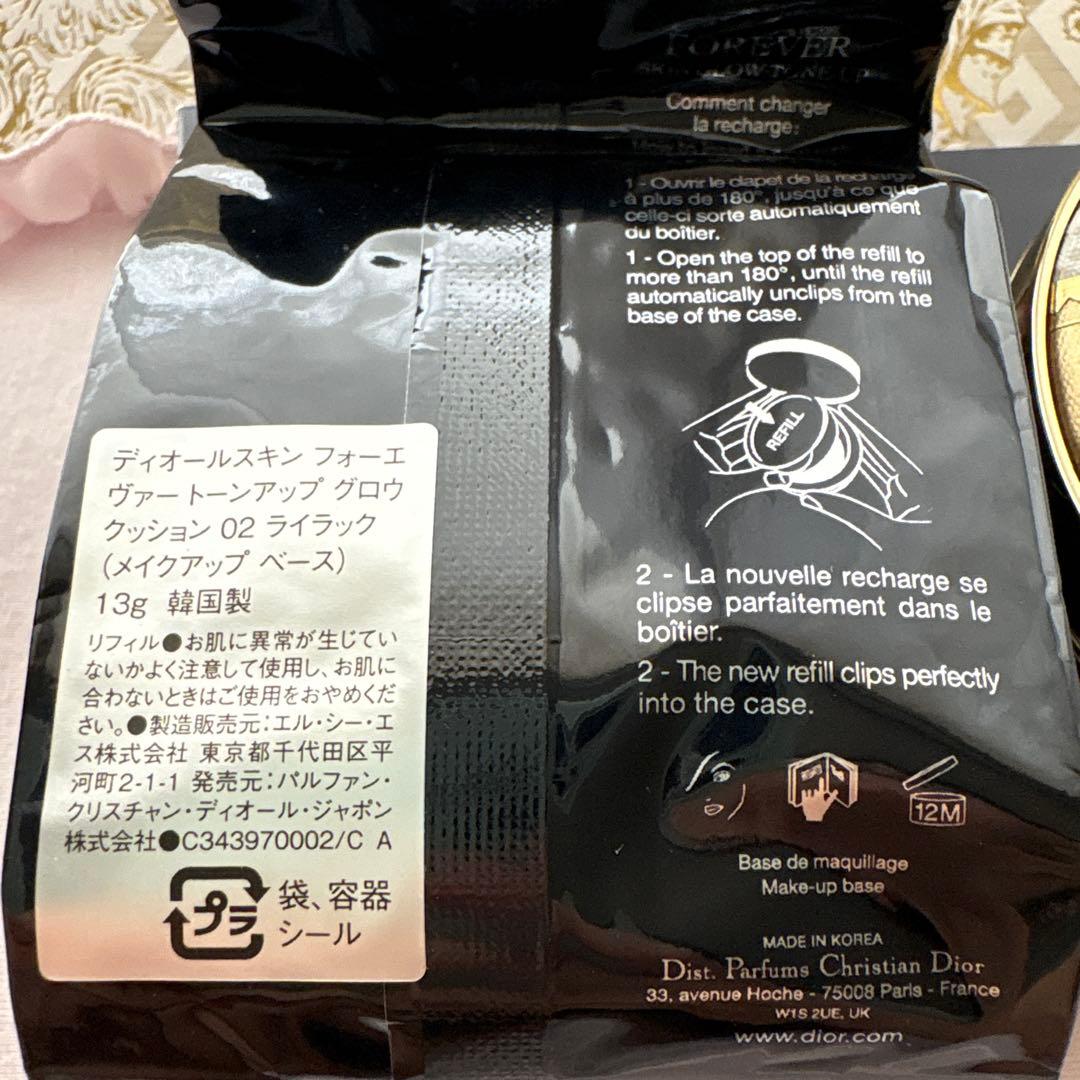 FOREVER
SKIN GLOW TONE UP
Comment changer
la recharge:
1 - Ouvrir le clapet de la recharge
à plus de 180°, jusqu'à ce que
celle-ci sorte automatiquement
du boîtier.
1 - Open the top of the refill to
more than 180°, until the refill
automatically unclips from the
base of the case.
REFILL
2 - La nouvelle recharge se
clipse parfaitement dans le
boîtier.
2 - The new refill clips perfectly
into the case.
12M
Base de maquillage
Make-up base
MADE IN KOREA
Dist. Parfums Christian Dior
33, avenue Hoche - 75008 Paris - France
W1S 2UE, UK
www.dior.com
ディオールスキン フォーエ
ヴァー トーンアップ グロウ
クッション 02 ライラック
(メイクアップ ベース)
13g 韓国製
リフィル●お肌に異常が生じてい
ないかよく注意して使用し、お肌に
合わないときはご使用をおやめくだ
さい。●製造販売元:エル・シー・エ
ス株式会社 東京都千代田区平
河町2-1-1 発売元:パルファン・
クリスチャン・ディオール・ジャポン
株式会社●C343970002/C A
プラ
袋、容器
シール